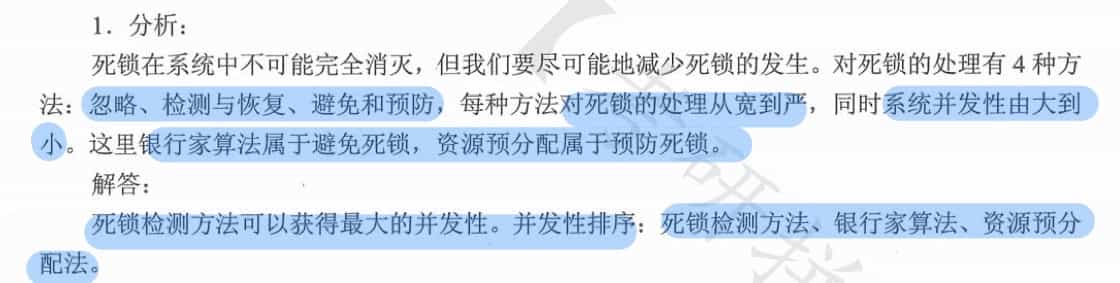 1．分析：
死锁在系统中不可能完全消灭，但我们要尽可能地减少死锁的发生。对死锁的处理有 4 种方
法：忽略、检测与恢复、避免和预防，每种方法对死锁的处理从宽到严，同时系统并发性由大到
小。这里银行家算法属于避免死锁，资源预分配属于预防死锁。
解答：
死锁检测方法可以获得最大的并发性。并发性排序：死锁检测方法、银行家算法、资源预分
配法。